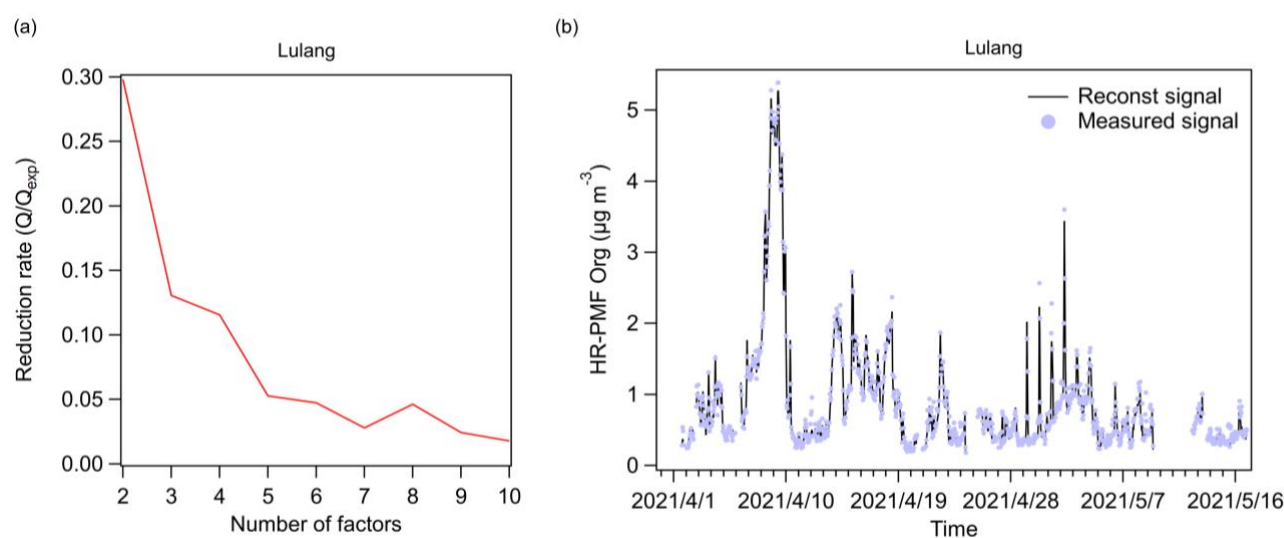 (a)
Lulang
0.30
0.25
0.20
0.15
0.10
0.05
0.00
Reduction rate (Q/Qexp)
2 3 4 5 6 7 8 9 10
Number of factors
(b)
Lulang
Reconst signal
Measured signal
5
4
3
2
1
0
HR-PMF Org (µg m⁻³)
2021/4/1 2021/4/10 2021/4/19 2021/4/28 2021/5/7 2021/5/16
Time